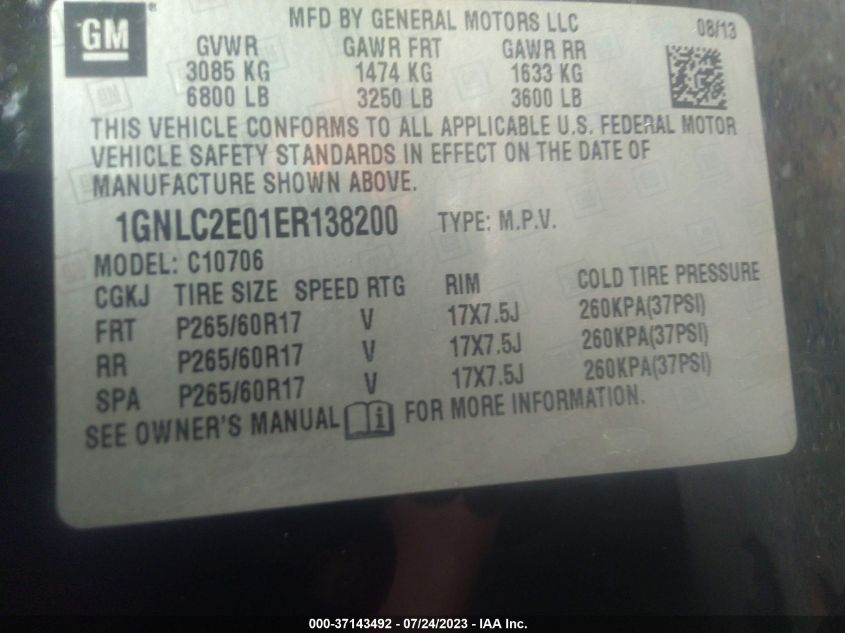 GM
MFD BY GENERAL MOTORS LLC 08/13
GVWR GAWR FRT GAWR RR
3085 KG 1474 KG 1633 KG
6800 LB 3250 LB 3600 LB
THIS VEHICLE CONFORMS TO ALL APPLICABLE U.S. FEDERAL MOTOR
VEHICLE SAFETY STANDARDS IN EFFECT ON THE DATE OF
MANUFACTURE SHOWN ABOVE.
1GNLC2E01ER138200 TYPE: M.P.V.
MODEL: C10706
CGKJ TIRE SIZE SPEED RTG RIM COLD TIRE PRESSURE
FRT P265/60R17 V 17X7.5J 260KPA(37PSI)
RR P265/60R17 V 17X7.5J 260KPA(37PSI)
SPA P265/60R17 V 17X7.5J 260KPA(37PSI)
SEE OWNER'S MANUAL i FOR MORE INFORMATION.
000-37143492 - 07/24/2023 - IAA Inc.